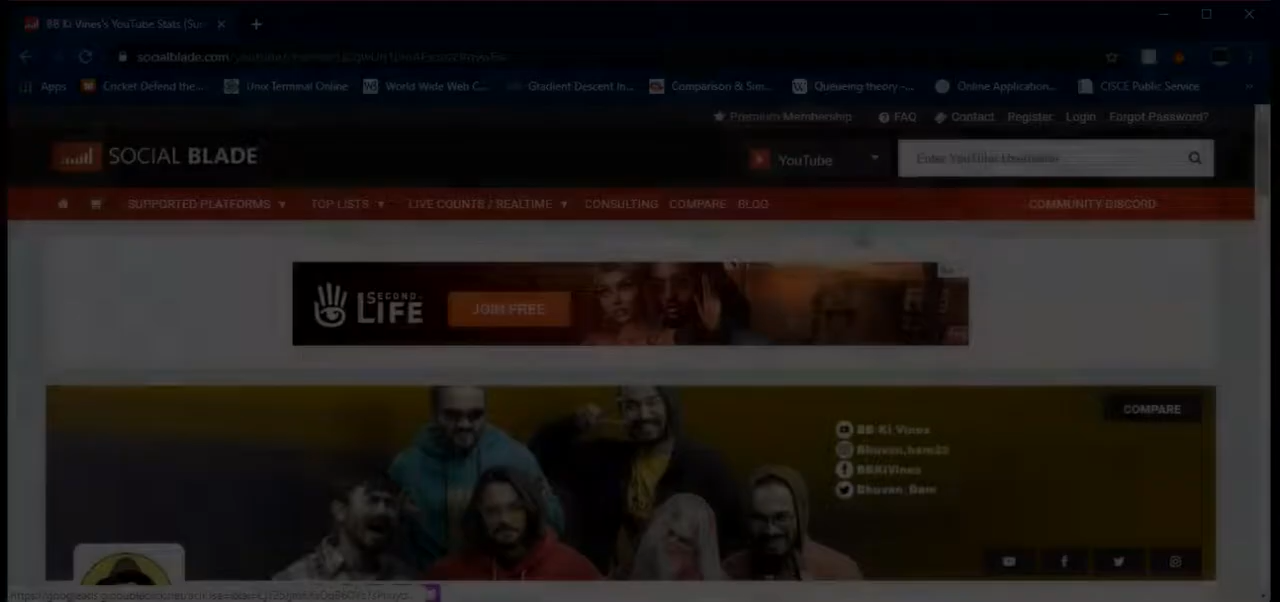 BB Ki Vines's YouTube Stats (Su
socialblade.com
Apps Cricket Defend the... Unix Terminal Online World Wide Web C... Gradient Descent In... Comparison & Sim... Queueing theory -... Online Application... CISCE Public Service
Premium Membership FAQ Contact Register Login Forgot Password?
SOCIAL BLADE YouTube Enter YouTube Username
SUPPORTED PLATFORMS TOP LISTS LIVE COUNTS / REALTIME CONSULTING COMPARE BLOG COMMUNITY DISCORD
SECOND LIFE JOIN FREE
COMPARE
BB Ki Vines
Bhuvan.bam22
BBKiVines
Bhuvan_Bam